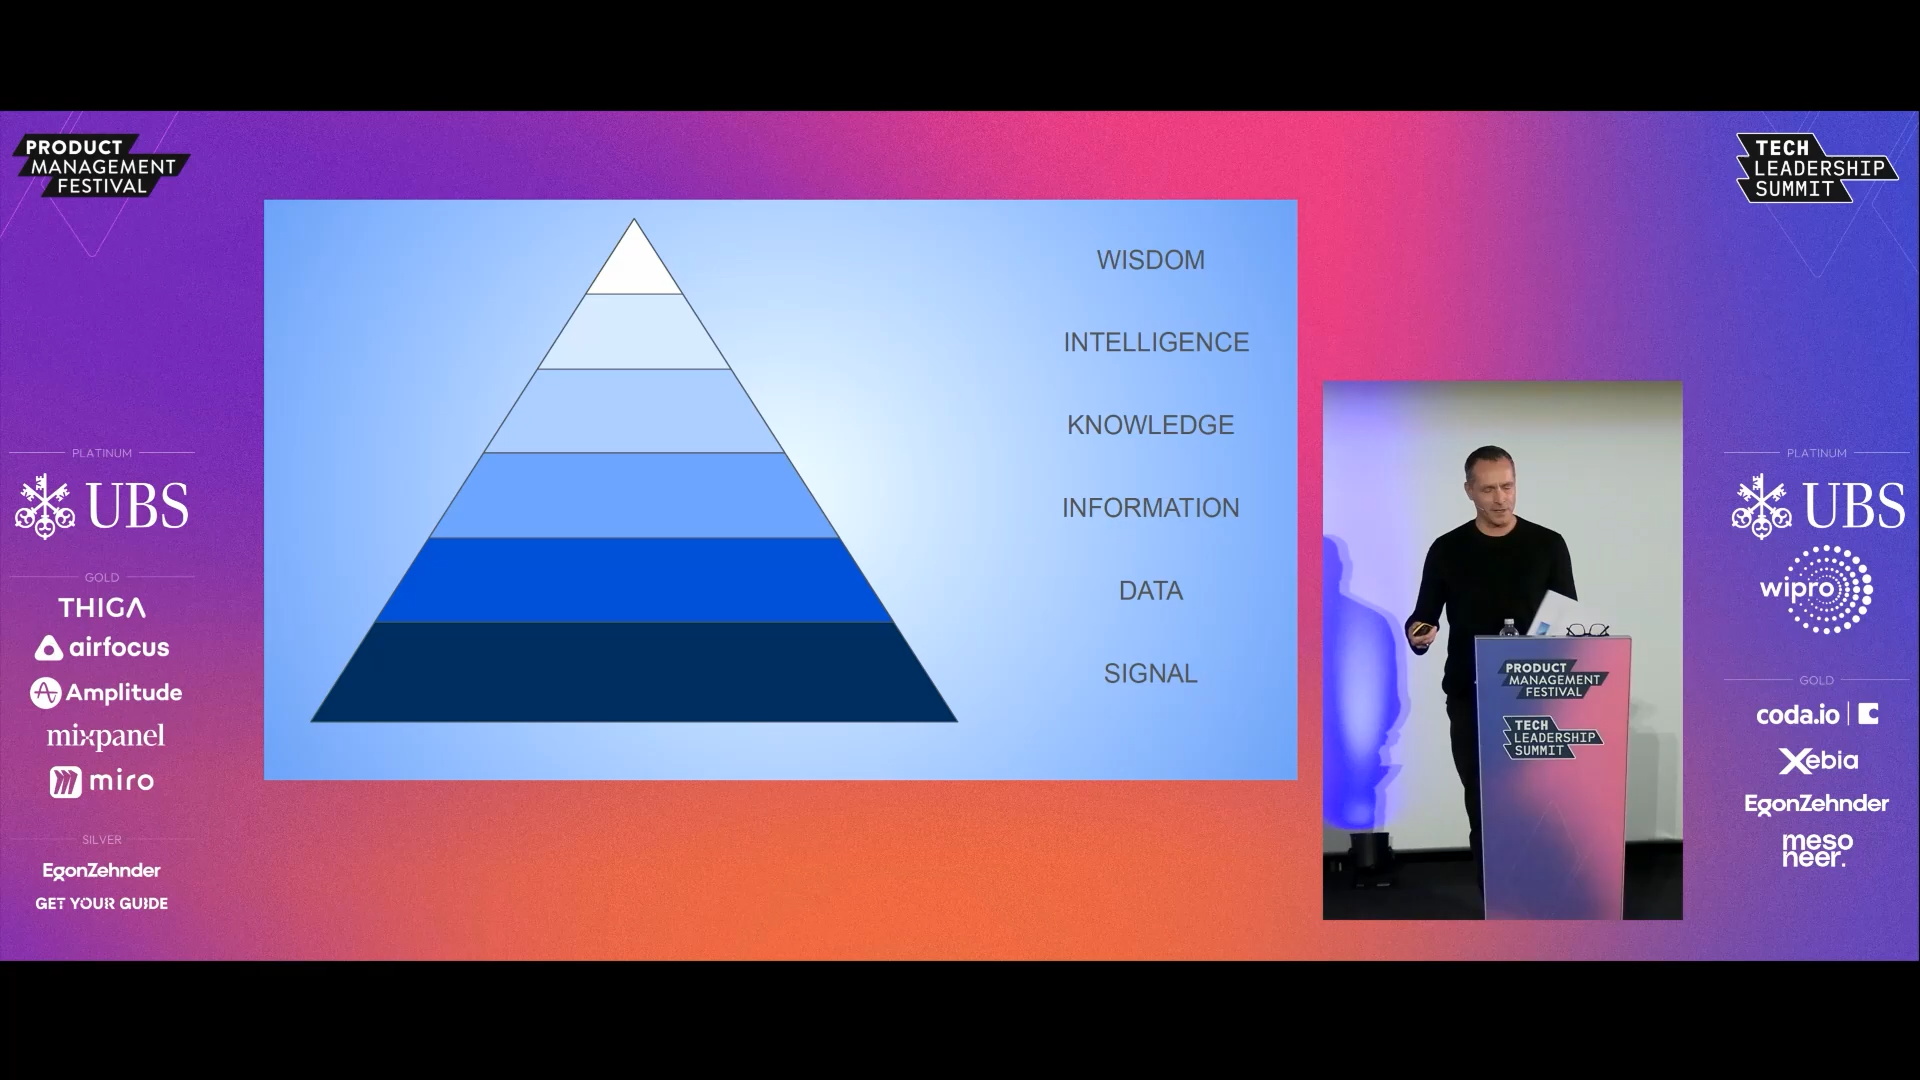 PRODUCT
MANAGEMENT
FESTIVAL
TECH
LEADERSHIP
SUMMIT
WISDOM
INTELLIGENCE
KNOWLEDGE
INFORMATION
DATA
SIGNAL
PLATINUM
UBS
GOLD
THIGA
airfocus
Amplitude
mixpanel
miro
SILVER
EgonZehnder
GET YOUR GUIDE
PRODUCT
MANAGEMENT
FESTIVAL
TECH
LEADERSHIP
SUMMIT
PLATINUM
UBS
wipro
GOLD
coda.io
Xebia
EgonZehnder
meso
neer.